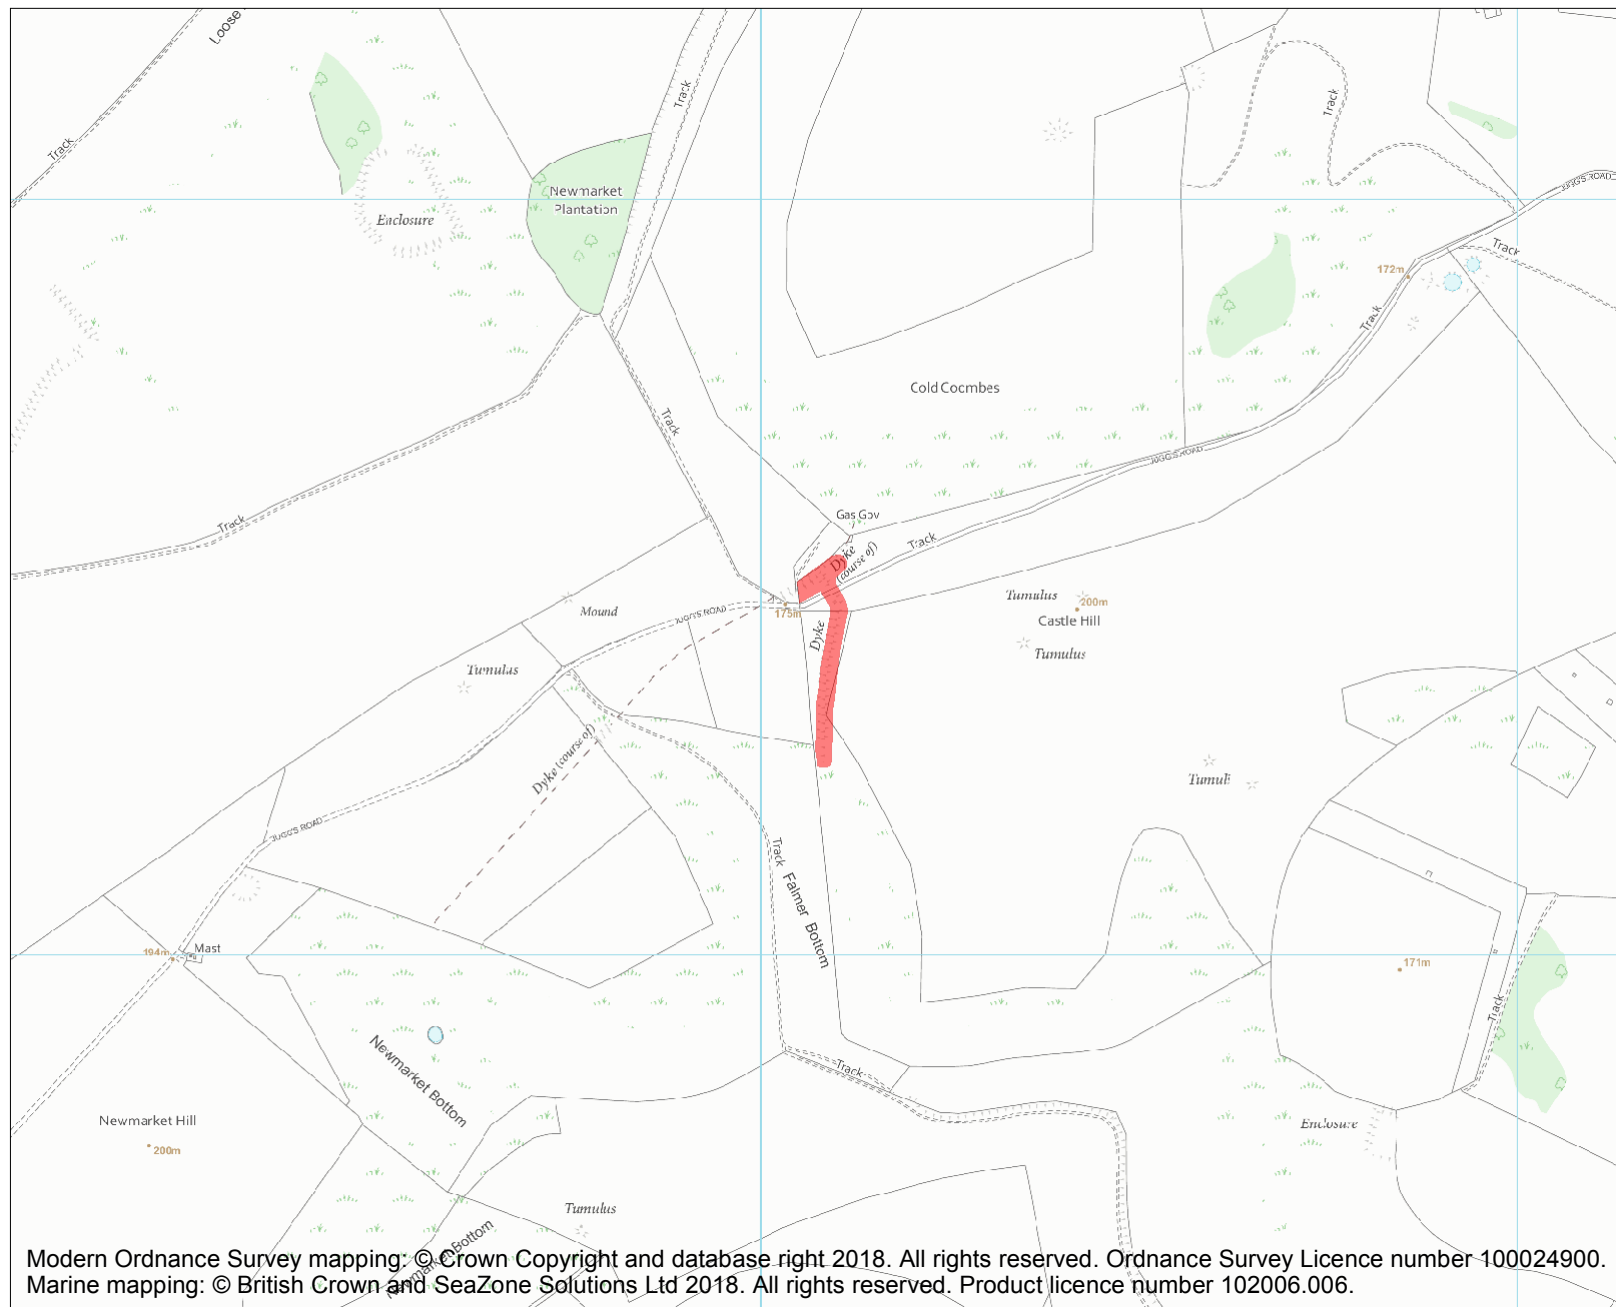 Loose
Track
Track
Track
Newmarket
Plantation
Enclosure
JUGG'S ROAD
Track
172m
Track
Cold Coombes
Track
JUGG'S ROAD
Track
Gas Gov
Track
Dyke
(course of)
Tumulus
200m
Castle Hill
Tumulus
Mound
175m
JUGG'S ROAD
Dyke
Tumulus
Dyke (course of)
Tumuli
JUGG'S ROAD
Track
Falmer Bottom
194m
Mast
171m
Track
Newmarket Bottom
Track
Newmarket Hill
200m
Enclosure
Tumulus
Newmarket Bottom
Modern Ordnance Survey mapping: © Crown Copyright and database right 2018. All rights reserved. Ordnance Survey Licence number 100024900.
Marine mapping: © British Crown and SeaZone Solutions Ltd 2018. All rights reserved. Product licence number 102006.006.